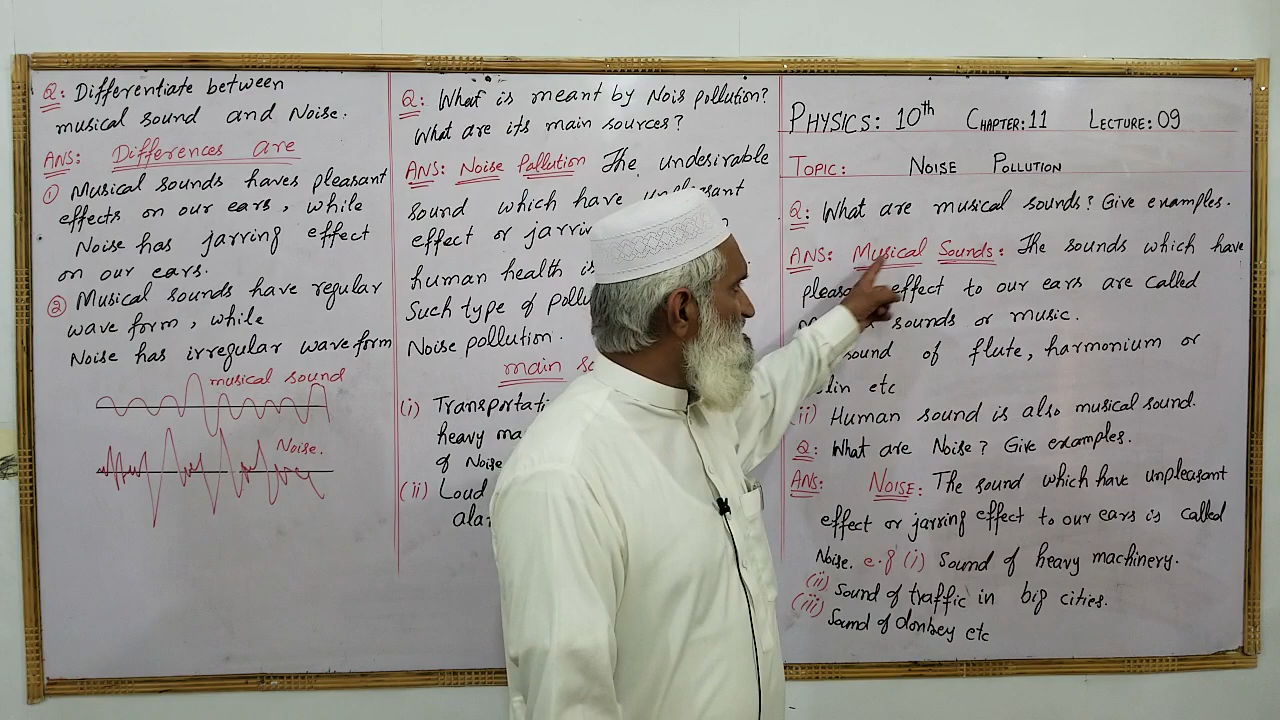 Q: Differentiate between
musical sound and Noise.
ANS: Differences are
① Musical sounds haves pleasant
effects on our ears, while
Noise has jarring effect
on our ears.
② Musical sounds have regular
wave form, while
Noise has irregular wave form
musical sound
Noise.
Q: What is meant by Nois pollution?
What are its main sources?
ANS: Noise Pollution The undesirable
sound which have
effect or
human health is
Such type of
Noise pollution.
main
(i)
heavy
of Noise
(ii) Loud
PHYSICS: 10th CHAPTER:11 LECTURE:09
TOPIC: NOISE POLLUTION
Q: What are musical sounds? Give examples.
ANS: Musical Sounds: The sounds which have
effect to our ears are called
sounds or music.
sound of flute, harmonium or
etc
(ii) Human sound is also musical sound.
Q: What are Noise? Give examples.
ANS: NOISE: The sound which have unpleasant
effect or jarring effect to our ears is called
Noise. e.g (i) Sound of heavy machinery.
(ii) Sound of traffic in big cities.
(iii) Sound of donkey etc